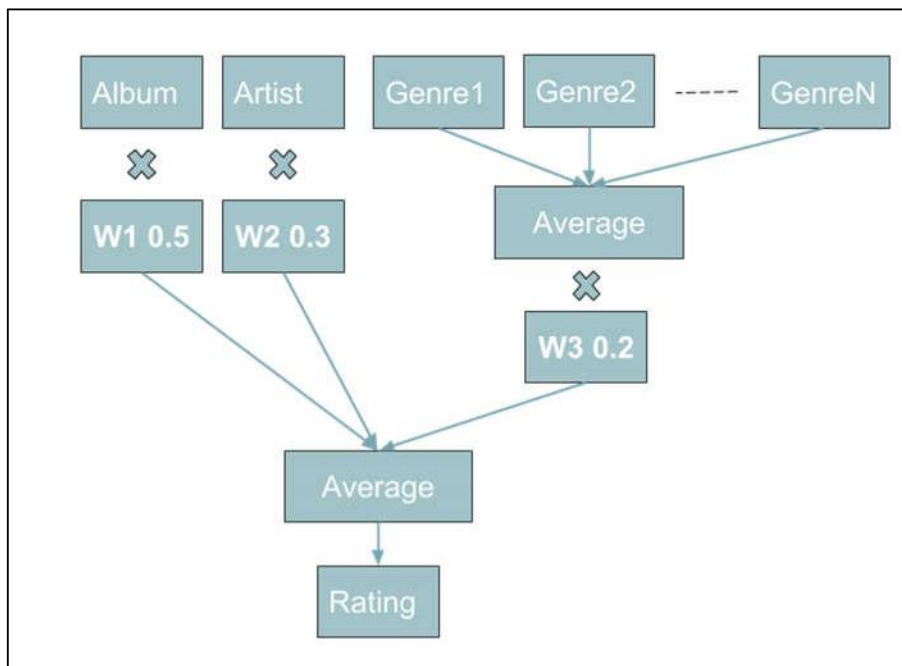 Album
Artist
Genre1
Genre2
GenreN
W1 0.5
W2 0.3
Average
W3 0.2
Average
Rating